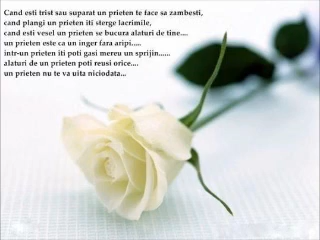 Cand esti trist sau suparat un prieten te face sa zambesti,
cand plangi un prieten iti sterge lacrimile,
cand esti vesel un prieten se bucura alaturi de tine....
un prieten este ca un inger fara aripi.....
intr-un prieten iti poti gasi mereu un sprijin......
alaturi de un prieten poti reusi orice....
un prieten nu te va uita niciodata...